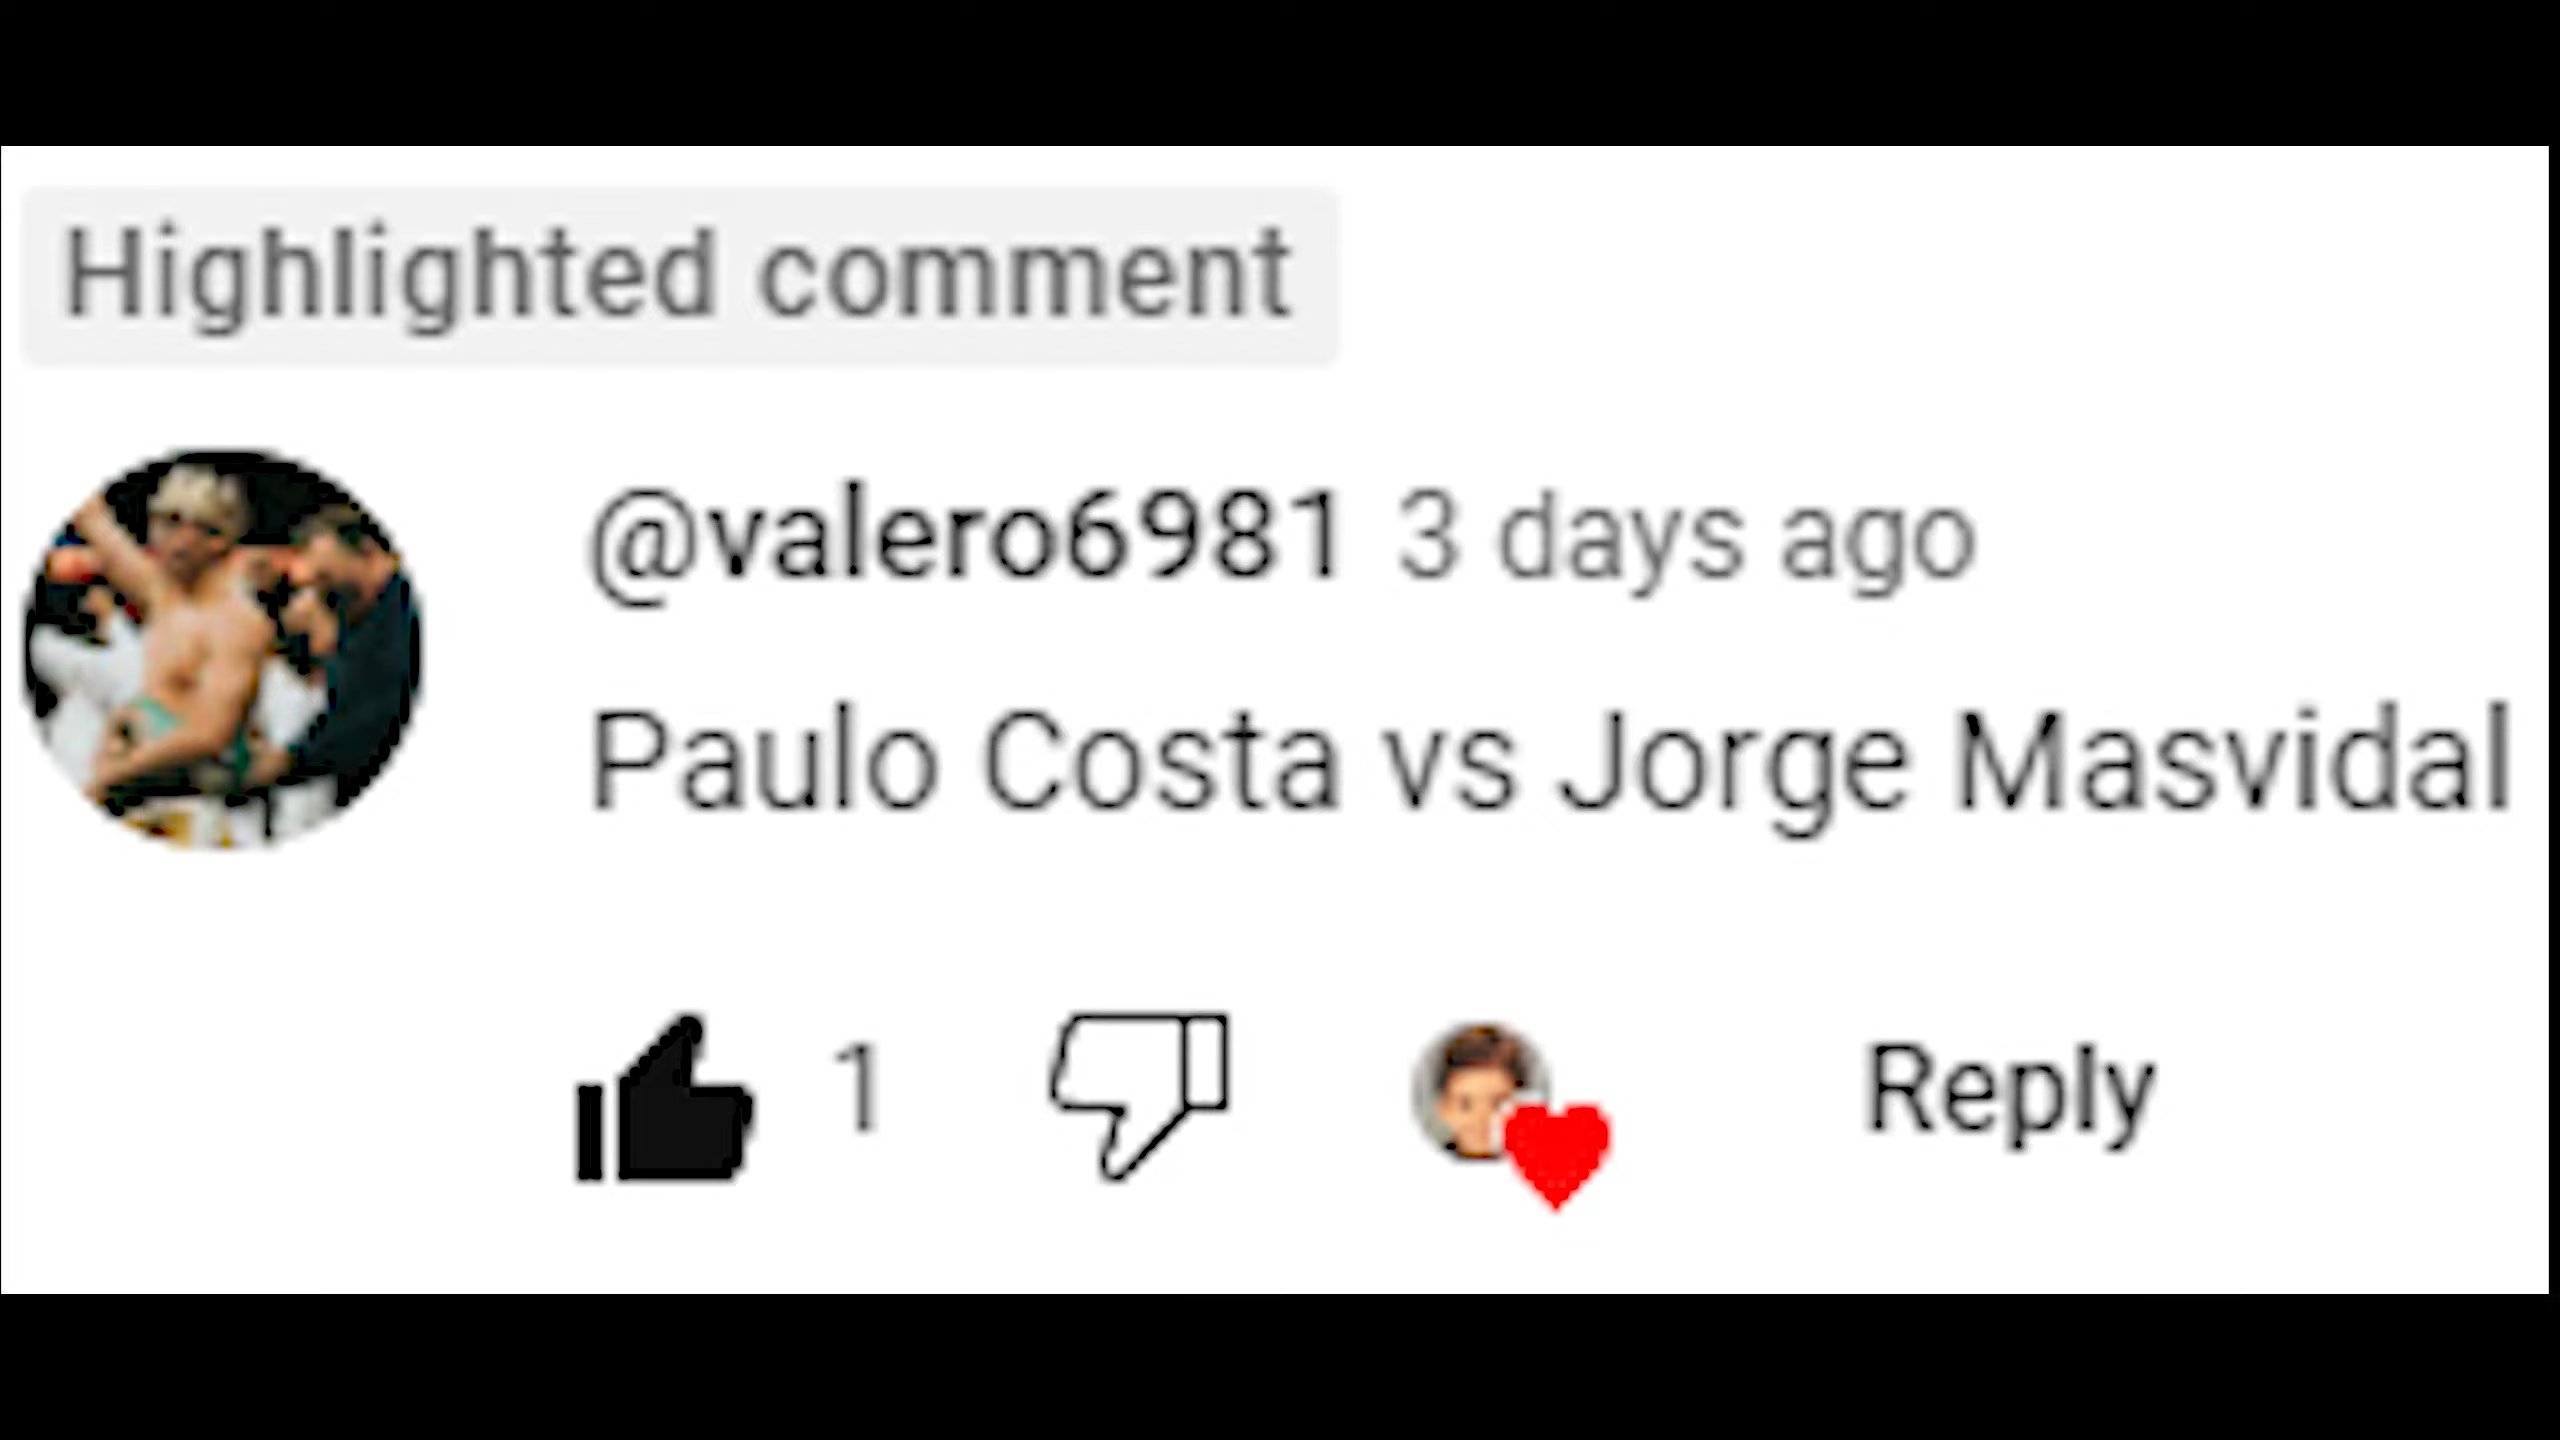 Highlighted comment
@valero6981 3 days ago
Paulo Costa vs Jorge Masvidal
1 Reply